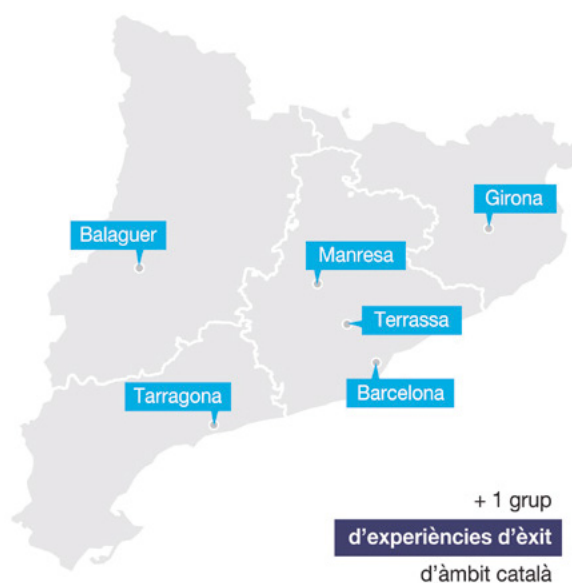 Girona
Balaguer
Manresa
Terrassa
Barcelona
Tarragona
+ 1 grup
d'experiències d'èxit
d'àmbit català